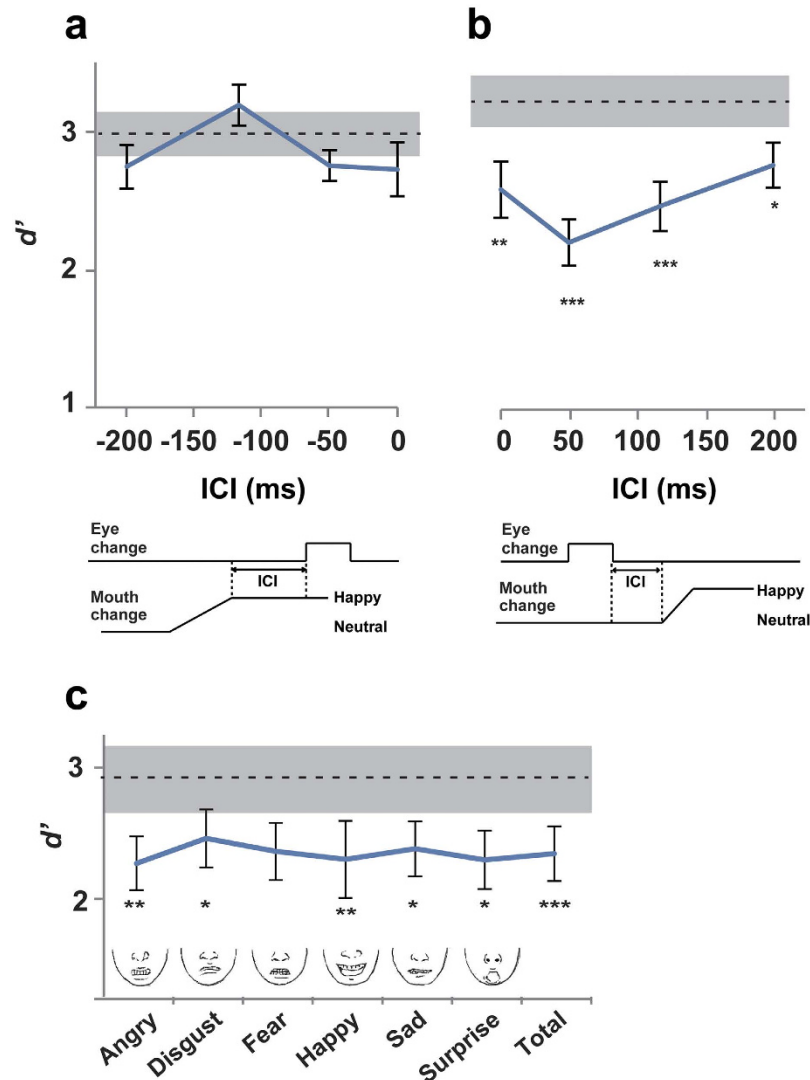 a
b
3
2
1
d'
** *** *** *
-200 -150 -100 -50 0
0 50 100 150 200
ICI (ms)
ICI (ms)
Eye
change
ICI
Mouth
change
Happy
Neutral
Eye
change
ICI
Mouth
change
Happy
Neutral
c
3
2
d'
** * ** * * ***
Angry Disgust Fear Happy Sad Surprise Total